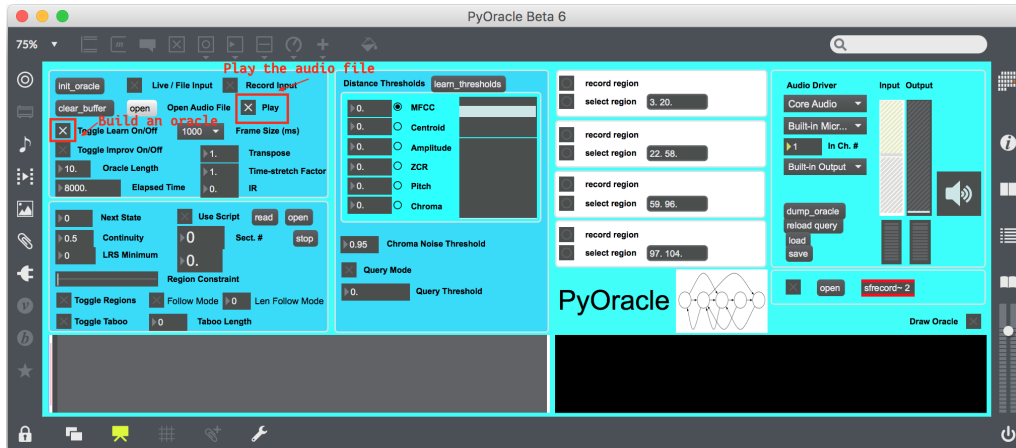 PyOracle Beta 6
75%
Play the audio file
init_oracle
Live / File Input
Record Input
clear_buffer
open
Open Audio File
Play
Build an oracle
Toggle Learn On/Off
1000
Frame Size (ms)
Toggle Improv On/Off
1.
Transpose
10.
Oracle Length
1.
Time-stretch Factor
8000.
Elapsed Time
0.
IR
0
Next State
Use Script
read
open
0.5
Continuity
0
Sect. #
stop
0
LRS Minimum
0.
Region Constraint
Toggle Regions
Follow Mode
0
Len Follow Mode
Toggle Taboo
0
Taboo Length
Distance Thresholds
learn_thresholds
0.
MFCC
0.
Centroid
0.
Amplitude
0.
ZCR
0.
Pitch
0.
Chroma
0.95
Chroma Noise Threshold
Query Mode
0.
Query Threshold
record region
select region
3. 20.
record region
select region
22. 58.
record region
select region
59. 96.
record region
select region
97. 104.
PyOracle
Audio Driver
Input
Output
Core Audio
Built-in Micr...
1
In Ch. #
Built-in Output
dump_oracle
reload query
load
save
open
sfrecord~ 2
Draw Oracle